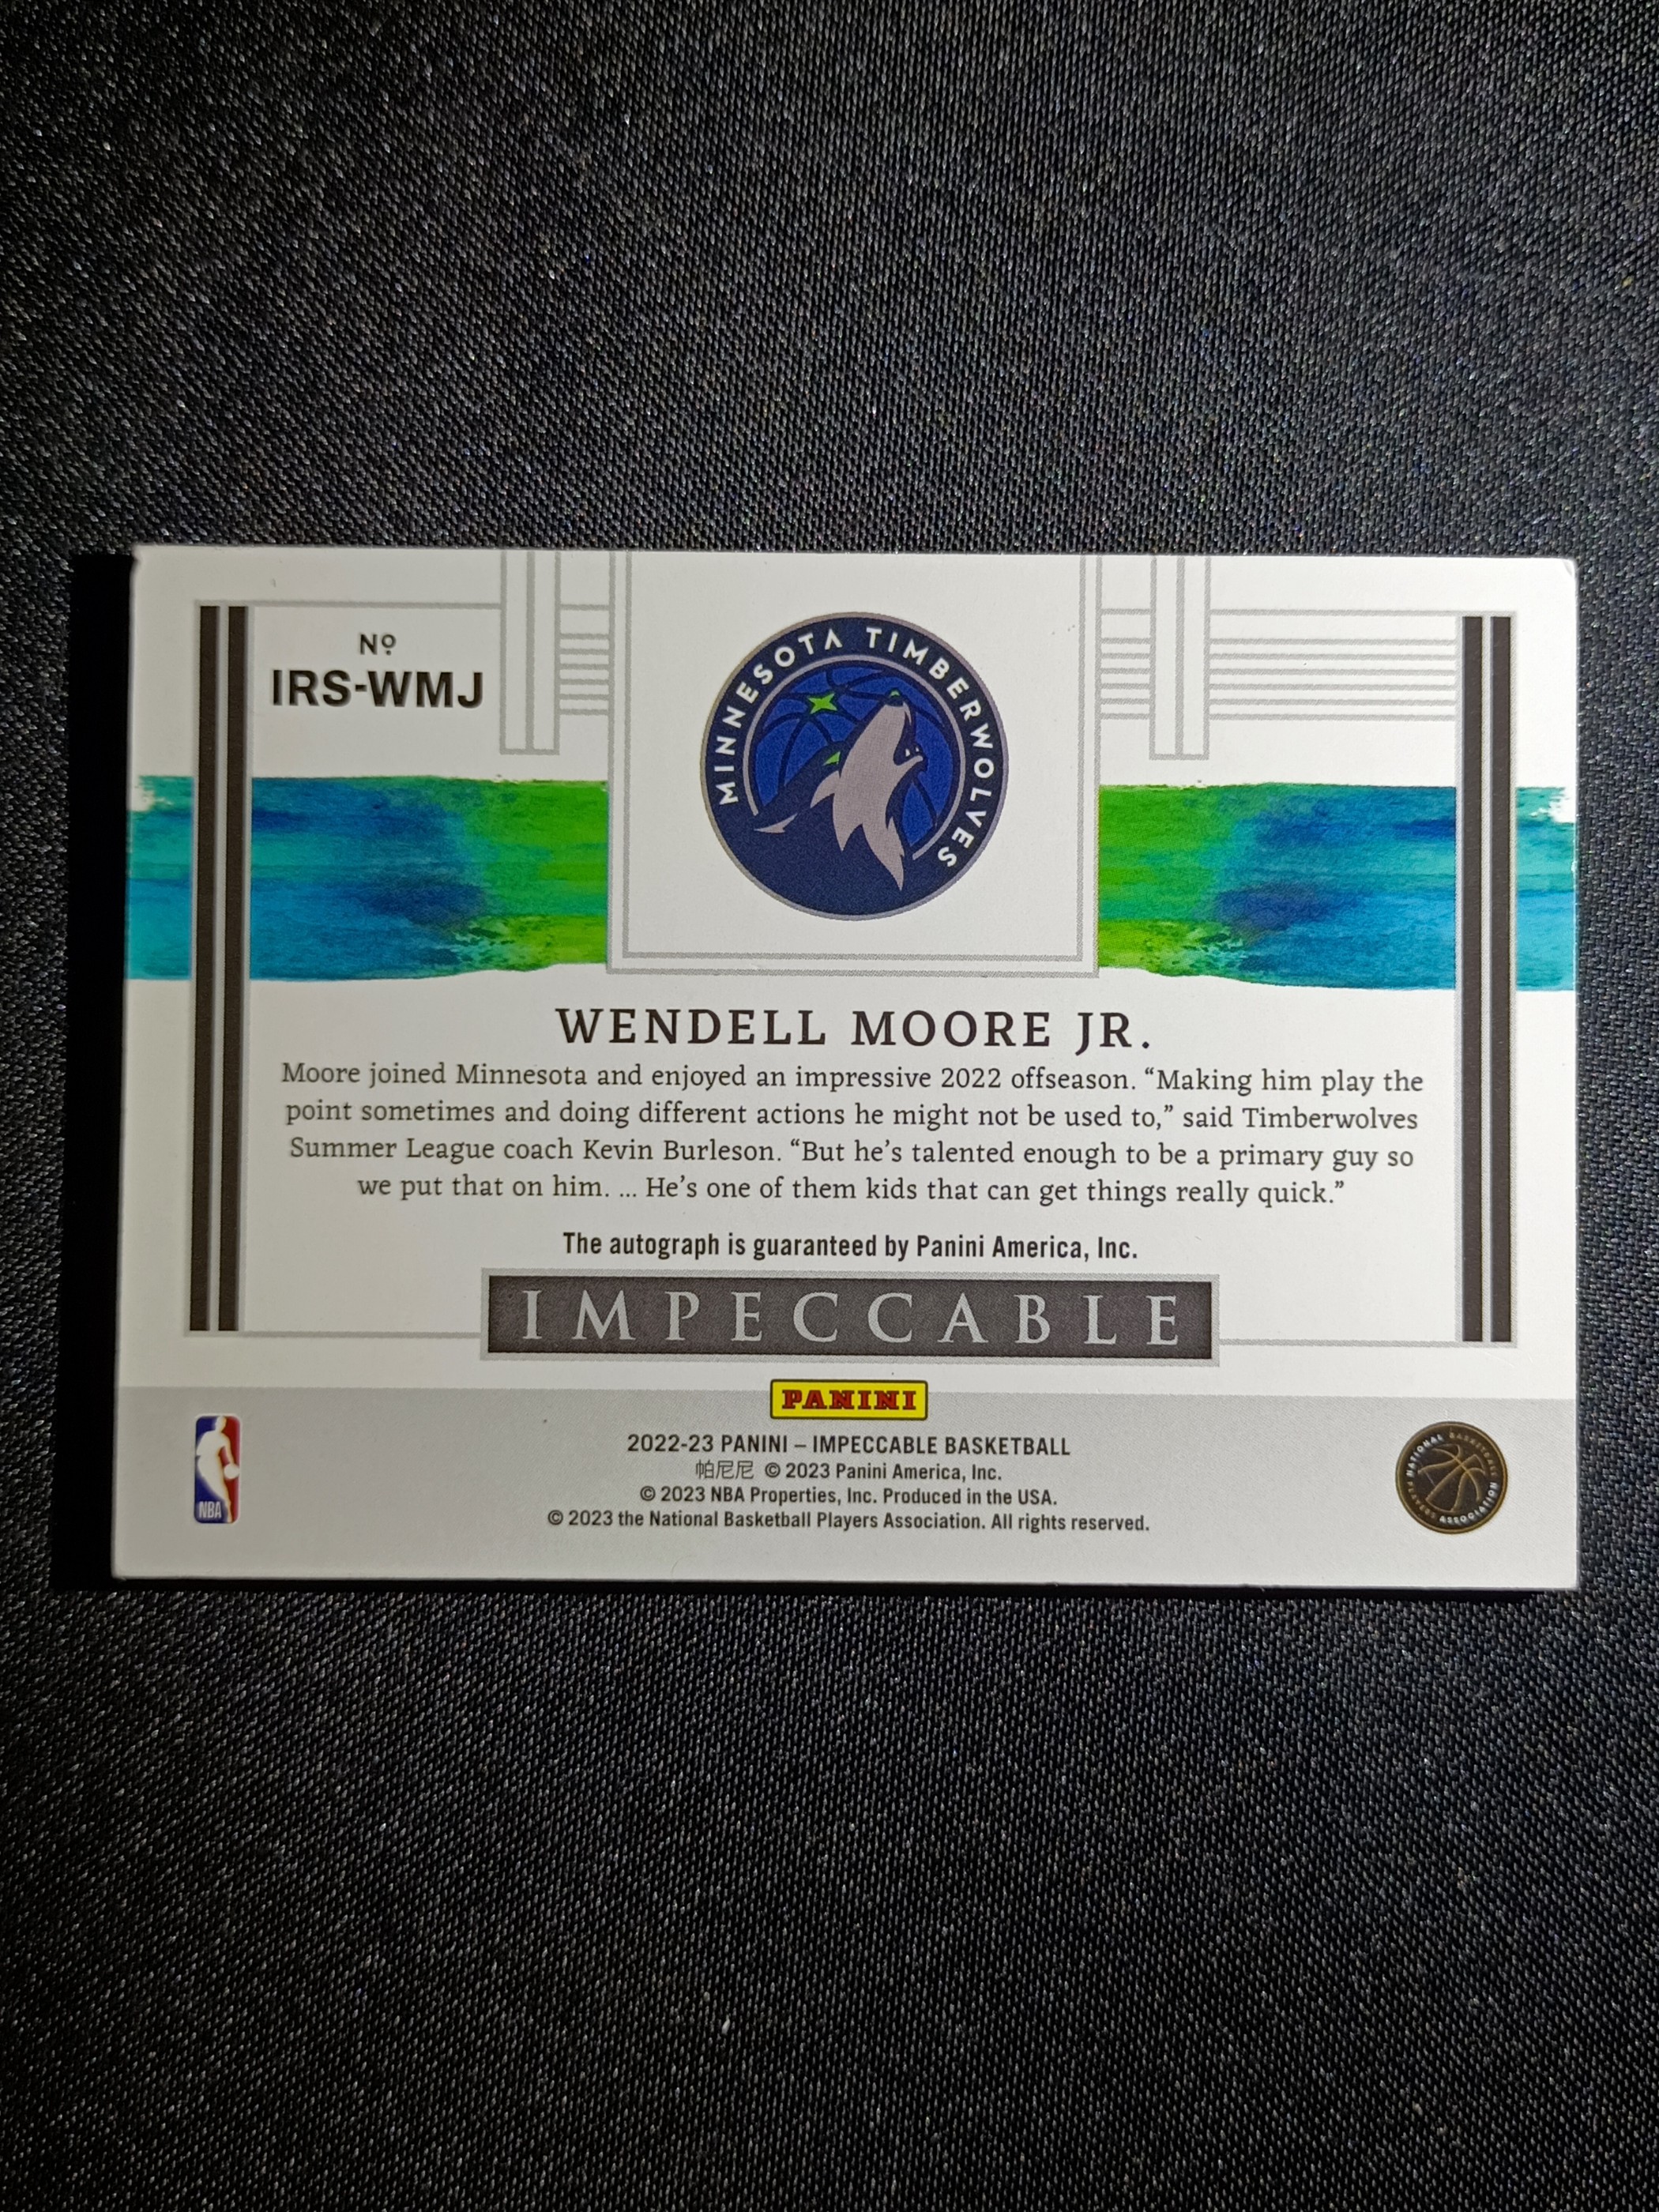 Nº
IRS-WMJ
MINNESOTA TIMBERWOLVES
WENDELL MOORE JR.
Moore joined Minnesota and enjoyed an impressive 2022 offseason. “Making him play the
point sometimes and doing different actions he might not be used to,” said Timberwolves
Summer League coach Kevin Burleson. “But he’s talented enough to be a primary guy so
we put that on him. ... He’s one of them kids that can get things really quick.”
The autograph is guaranteed by Panini America, Inc.
IMPECCABLE
PANINI
2022-23 PANINI – IMPECCABLE BASKETBALL
帕尼尼 © 2023 Panini America, Inc.
© 2023 NBA Properties, Inc. Produced in the USA.
© 2023 the National Basketball Players Association. All rights reserved.
NBA
NATIONAL BASKETBALL PLAYERS ASSOCIATION